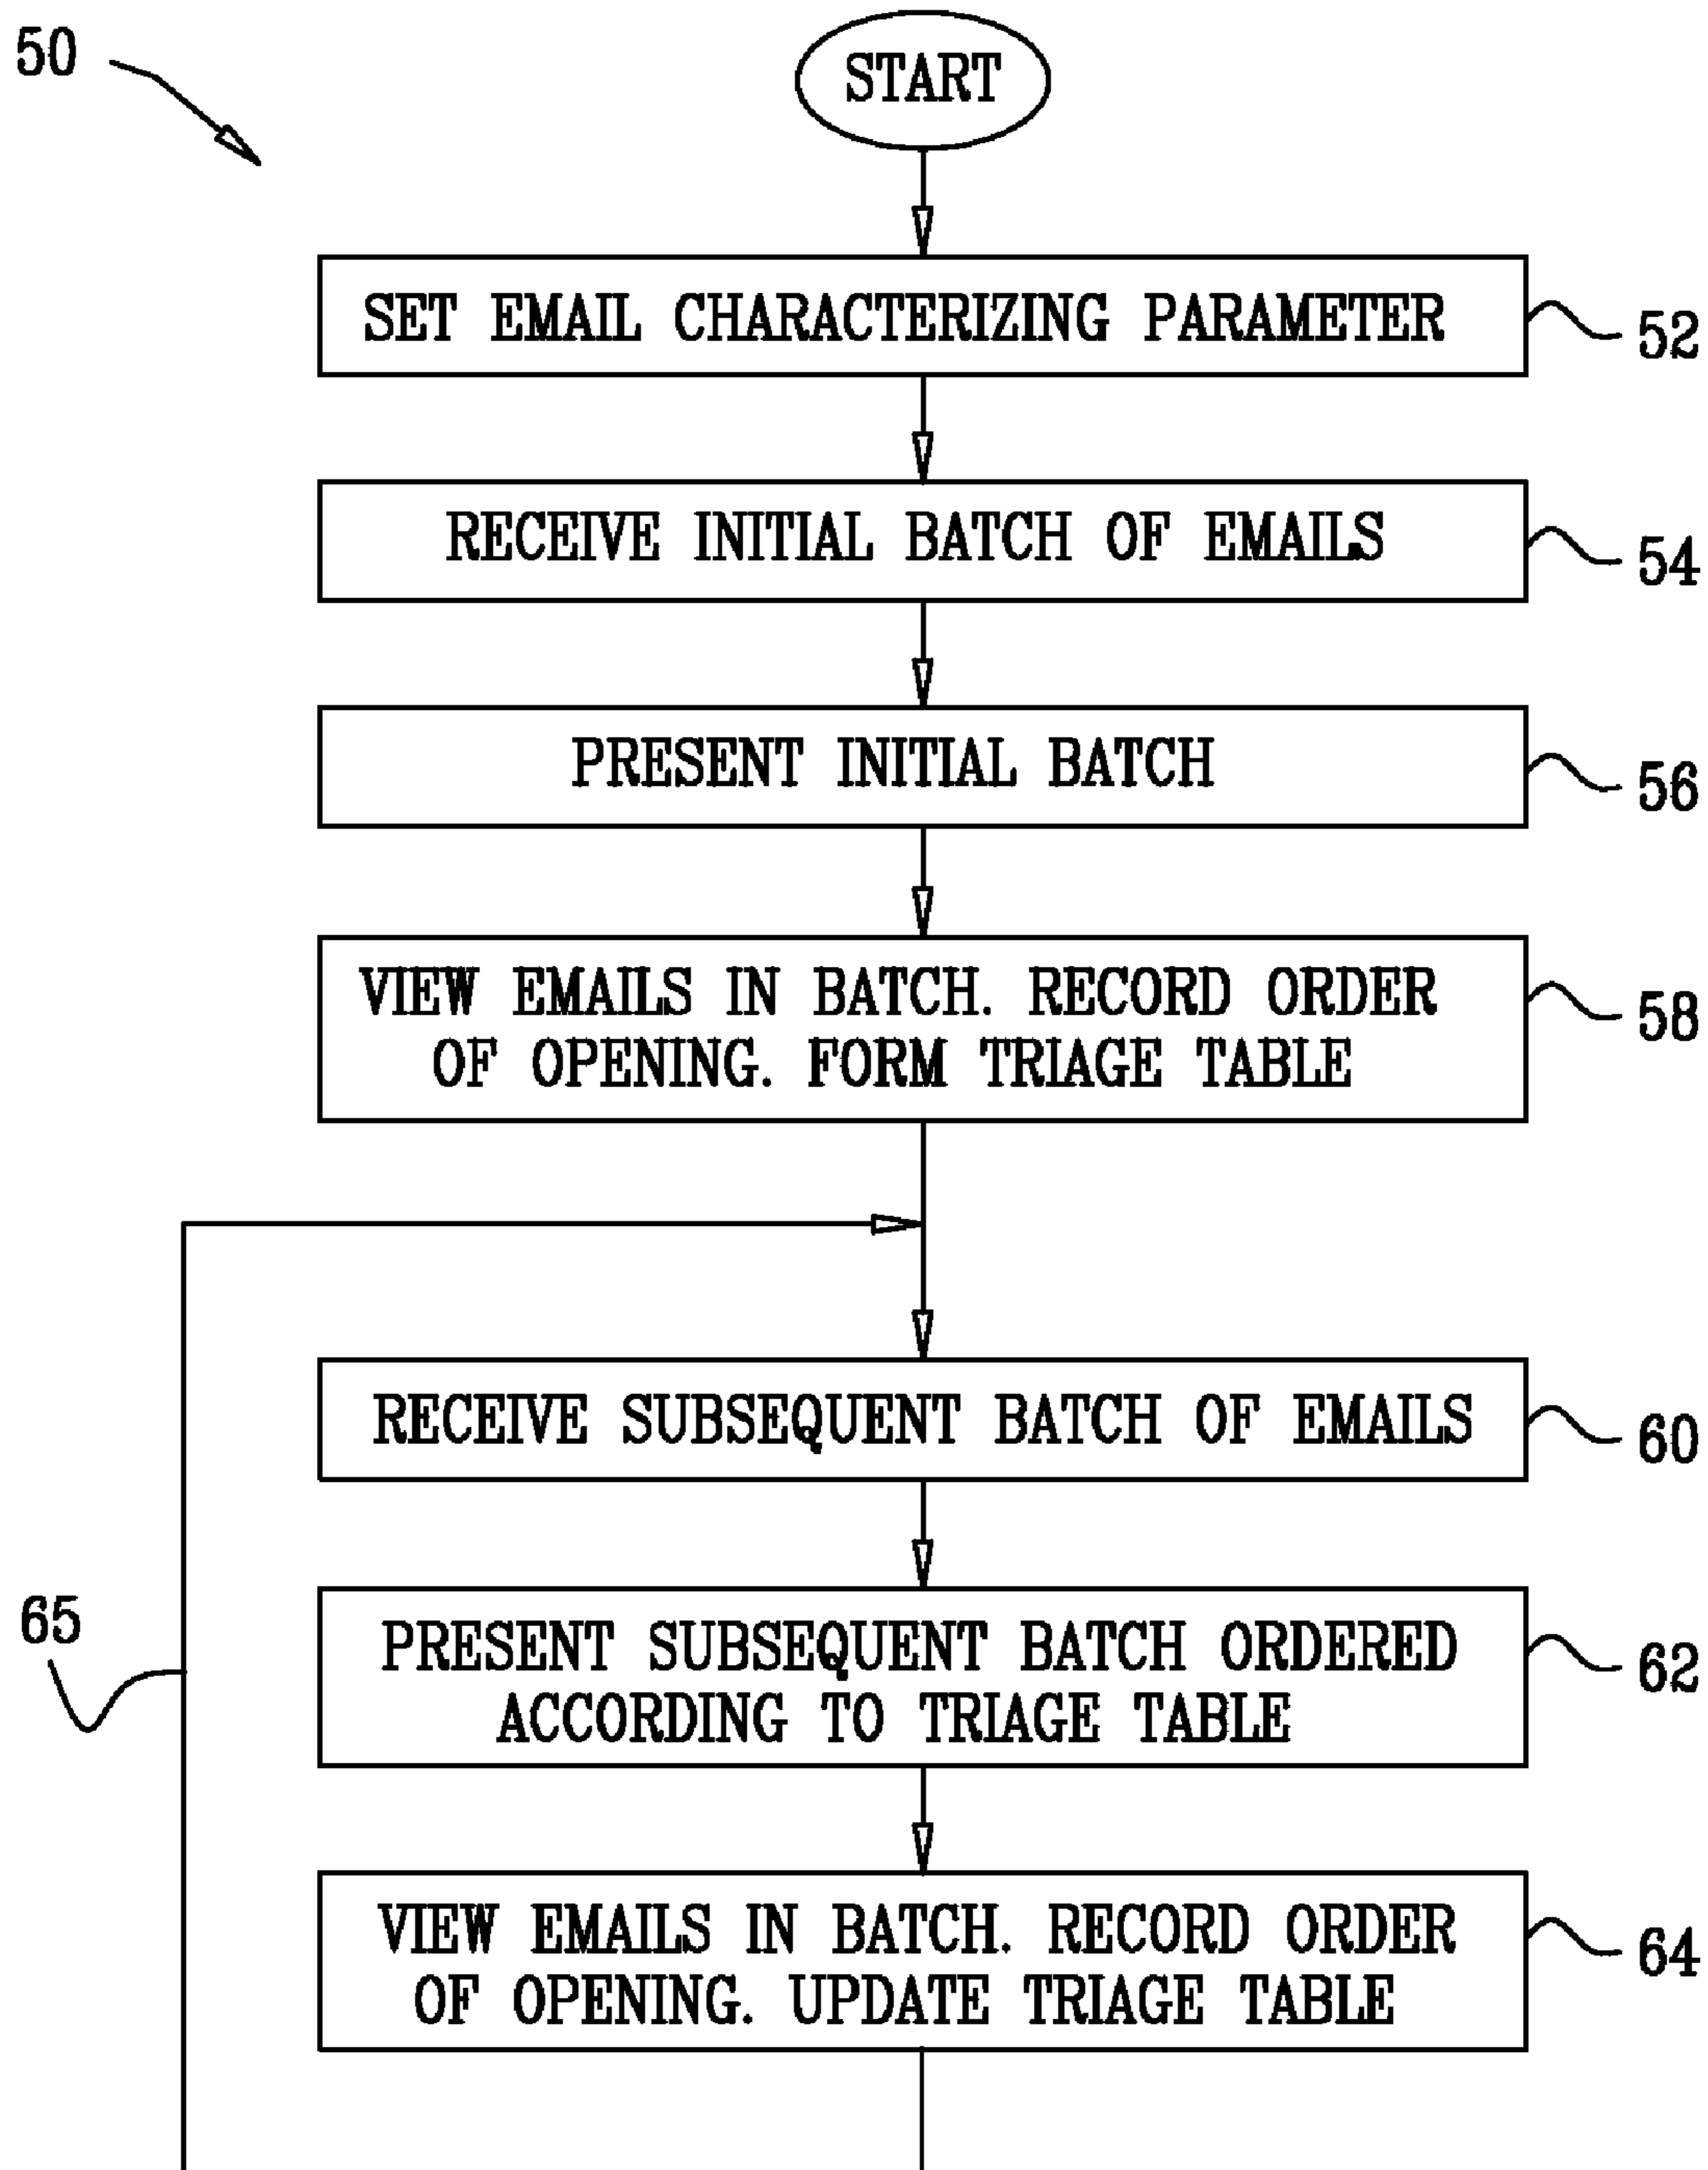 50
START
SET EMAIL CHARACTERIZING PARAMETER
52
RECEIVE INITIAL BATCH OF EMAILS
54
PRESENT INITIAL BATCH
56
VIEW EMAILS IN BATCH. RECORD ORDER
OF OPENING. FORM TRIAGE TABLE
58
RECEIVE SUBSEQUENT BATCH OF EMAILS
60
65
PRESENT SUBSEQUENT BATCH ORDERED
ACCORDING TO TRIAGE TABLE
62
VIEW EMAILS IN BATCH. RECORD ORDER
OF OPENING. UPDATE TRIAGE TABLE
64